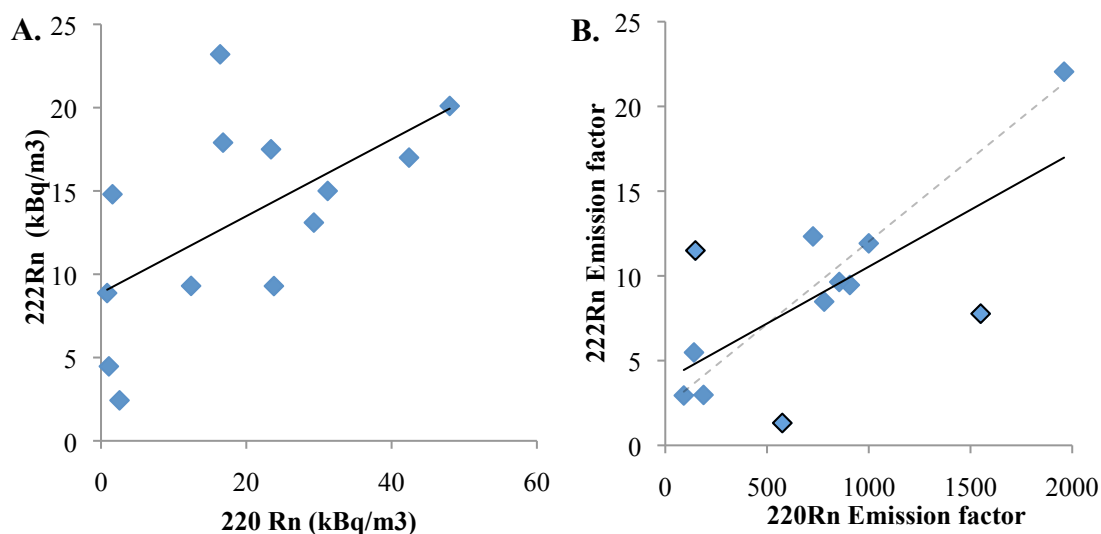 A.
222Rn (kBq/m3)
25
20
15
10
5
0
0 20 40 60
220 Rn (kBq/m3)
B.
222Rn Emission factor
25
20
15
10
5
0
0 500 1000 1500 2000
220Rn Emission factor